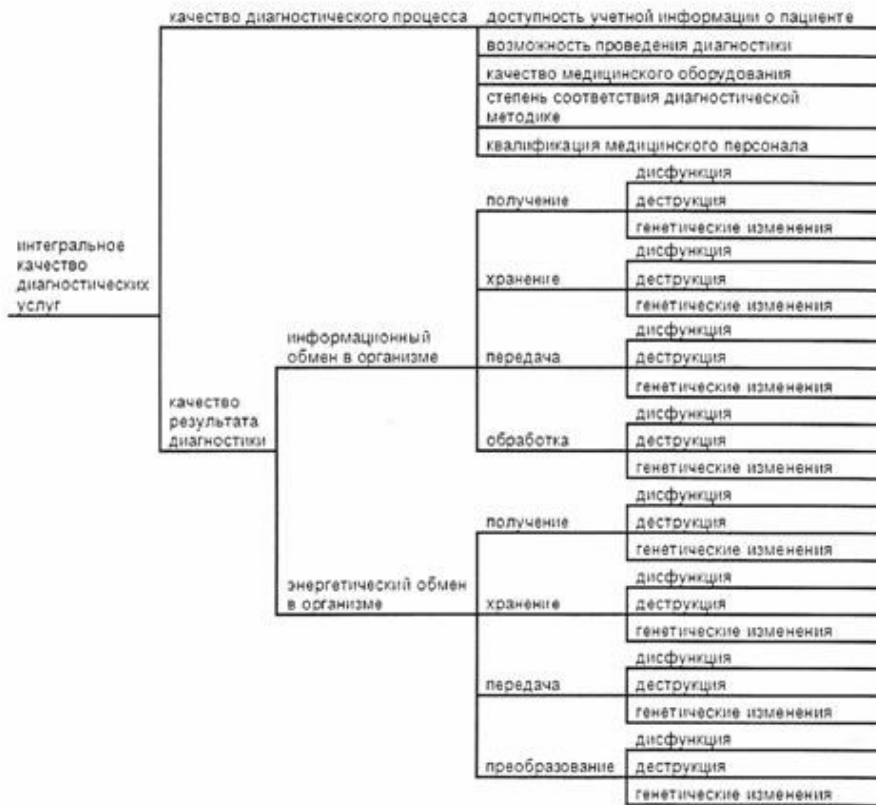 качество диагностического процесса
доступность учетной информации о пациенте
возможность проведения диагностики
качество медицинского оборудования
степень соответствия диагностической
методике
квалификация медицинского персонала
интегральное
качество
диагностических
услуг
качество
результата
диагностики
информационный
обмен в организме
получение
дисфункция
деструкция
генетические изменения
хранение
дисфункция
деструкция
генетические изменения
передача
дисфункция
деструкция
генетические изменения
обработка
дисфункция
деструкция
генетические изменения
энергетический обмен
в организме
получение
дисфункция
деструкция
генетические изменения
хранение
дисфункция
деструкция
генетические изменения
передача
дисфункция
деструкция
генетические изменения
преобразование
дисфункция
деструкция
генетические изменения